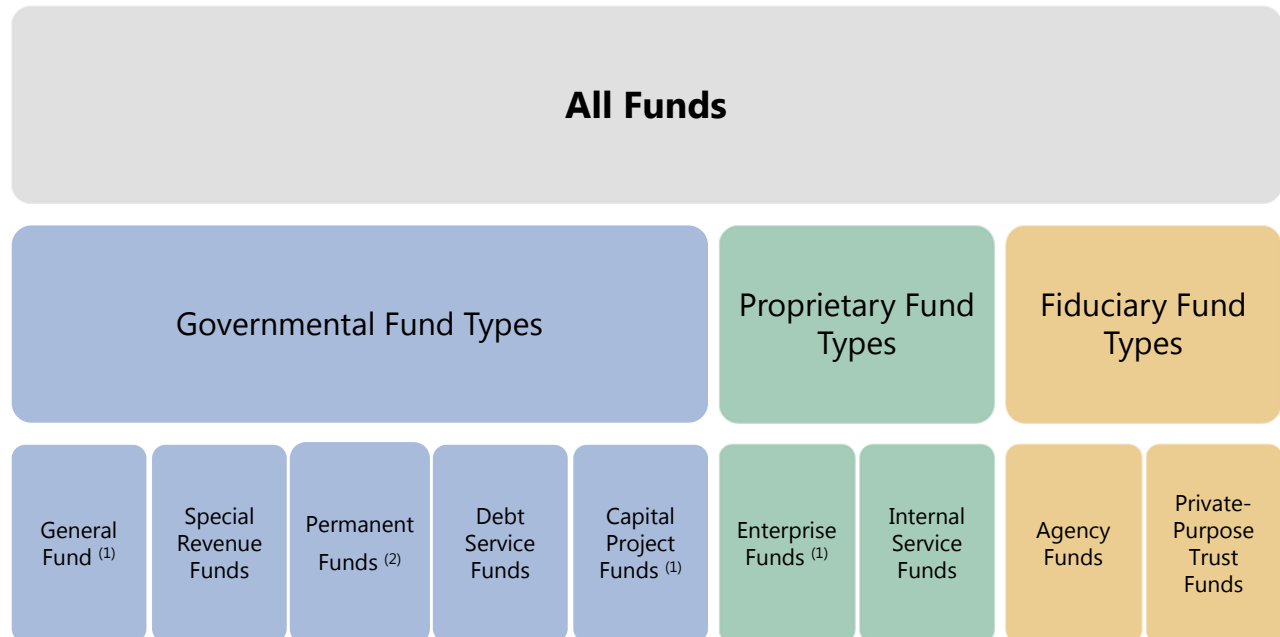 All Funds
Governmental Fund Types
Proprietary Fund
Types
Fiduciary Fund
Types
General
Fund (1)
Special
Revenue
Funds
Permanent
Funds (2)
Debt
Service
Funds
Capital
Project
Funds (1)
Enterprise
Funds (1)
Internal
Service
Funds
Agency
Funds
Private-
Purpose
Trust
Funds